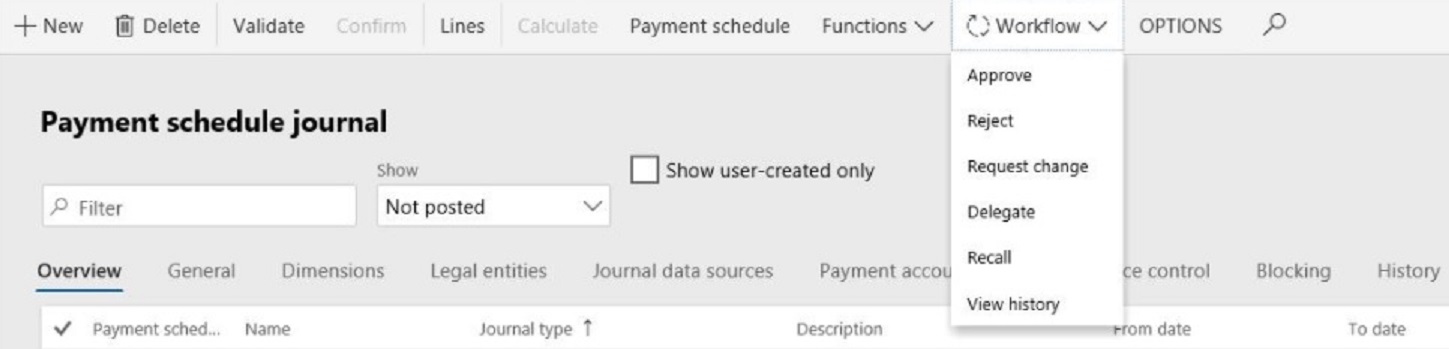 New Delete Validate Confirm Lines Calculate Payment schedule Functions Workflow OPTIONS
Approve
Payment schedule journal
Reject
Show
Show user-created only
Request change
Filter
Not posted
Delegate
Recall
Overview General Dimensions Legal entities Journal data sources Payment accou ce control Blocking History
View history
Payment sched... Name Journal type ↑ Description From date To date